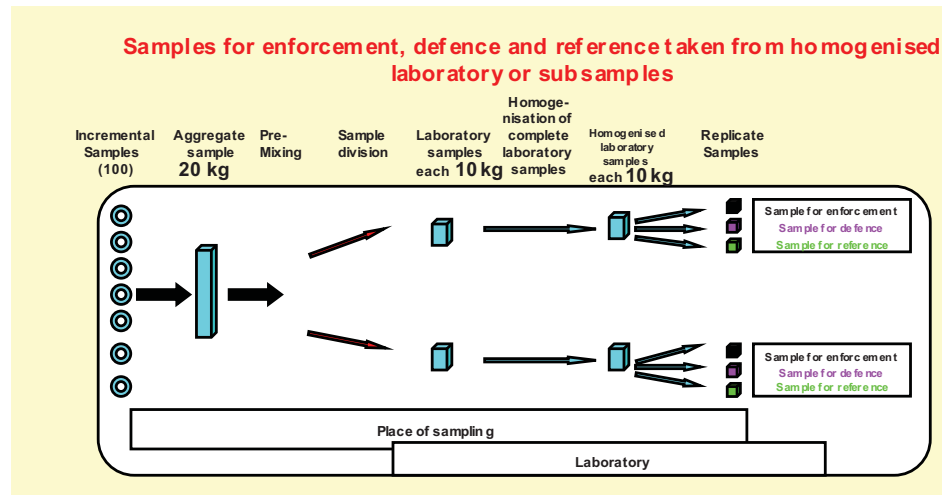 Samples for enforcement, defence and reference taken from homogenised
laboratory or subsamples
Incremental
Samples
(100)
Aggregate
sample
20 kg
Pre-
Mixing
Sample
division
Laboratory
samples
each 10 kg
Homoge-
nisation of
complete
laboratory
samples
Homogenised
laboratory
samples
each 10 kg
Replicate
Samples
Sample for enforcement
Sample for defence
Sample for reference
Sample for enforcement
Sample for defence
Sample for reference
Place of sampling
Laboratory